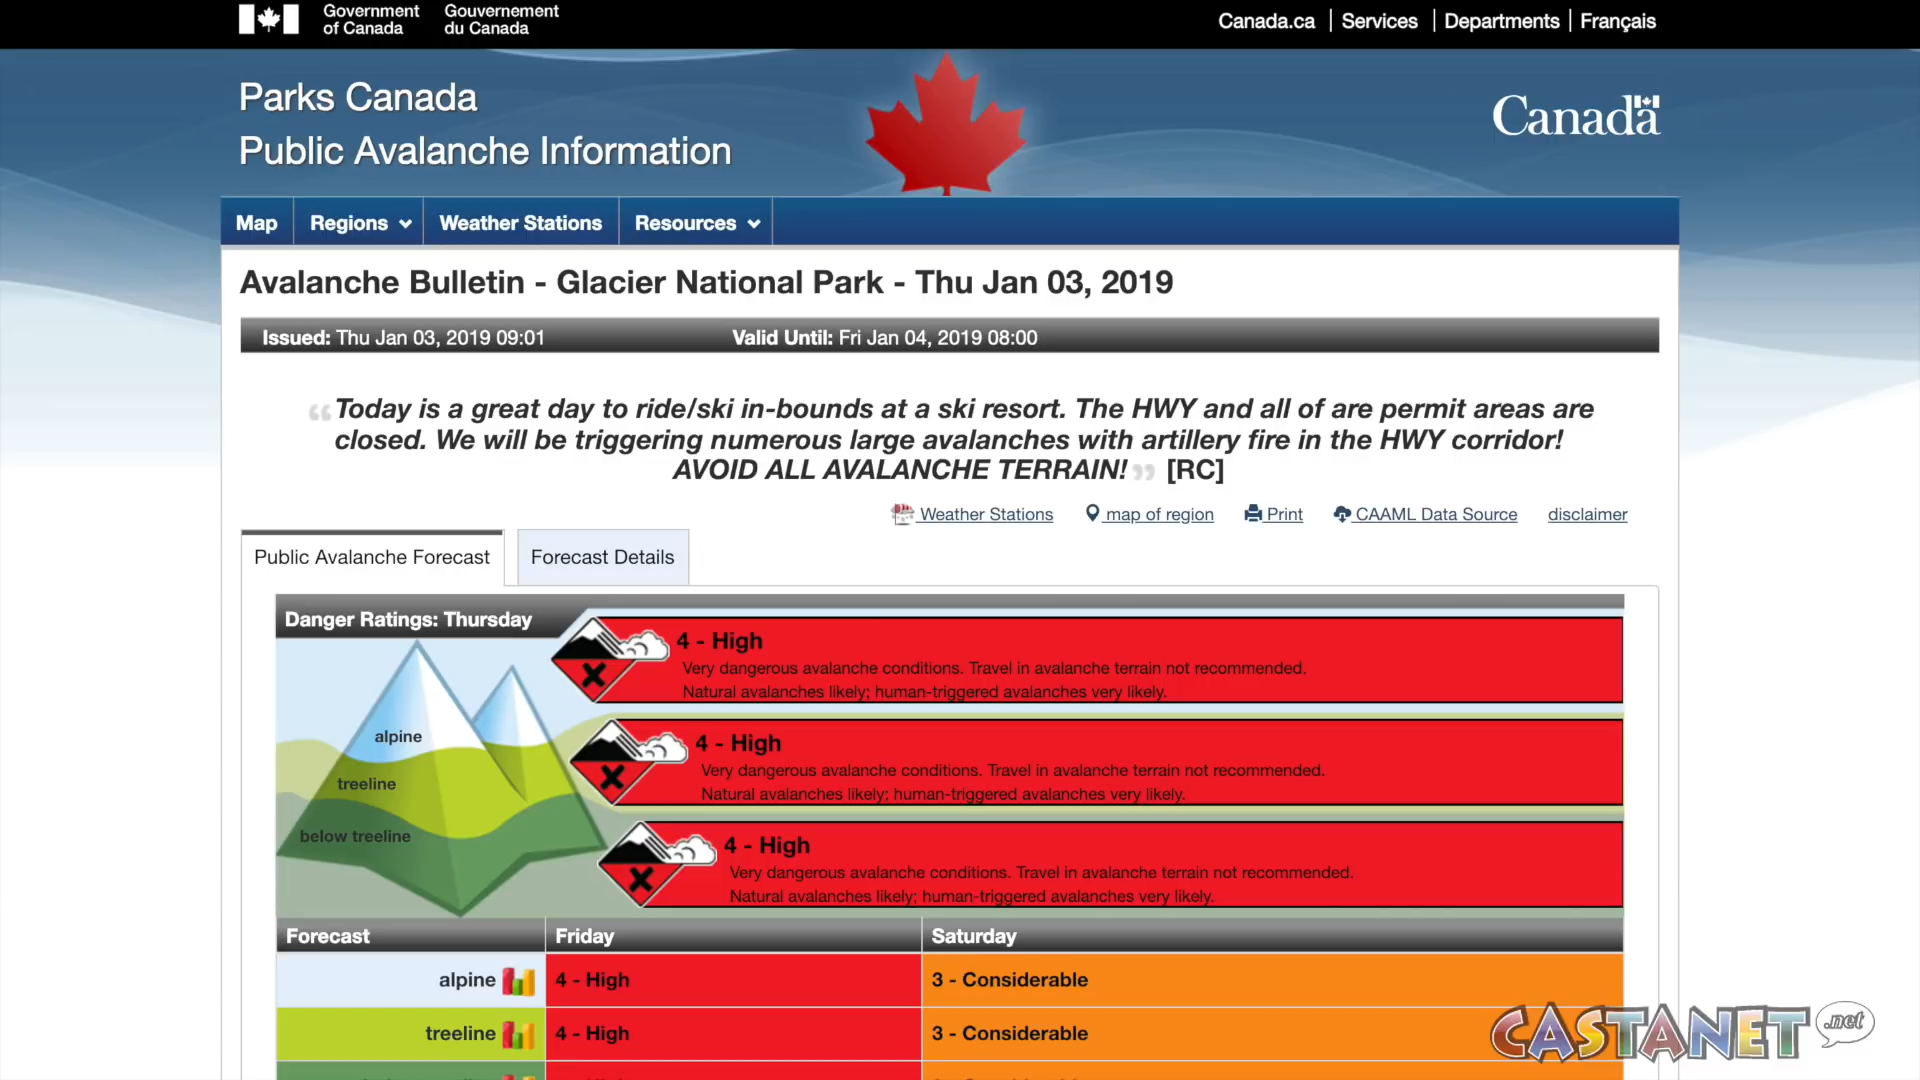 Government of Canada
Gouvernement du Canada
Canada.ca | Services | Departments | Français
Parks Canada
Public Avalanche Information
Canada
Map Regions Weather Stations Resources
Avalanche Bulletin - Glacier National Park - Thu Jan 03, 2019
Issued: Thu Jan 03, 2019 09:01 Valid Until: Fri Jan 04, 2019 08:00
“Today is a great day to ride/ski in-bounds at a ski resort. The HWY and all of are permit areas are
closed. We will be triggering numerous large avalanches with artillery fire in the HWY corridor!
AVOID ALL AVALANCHE TERRAIN!” [RC]
Weather Stations map of region Print CAAML Data Source disclaimer
Public Avalanche Forecast Forecast Details
Danger Ratings: Thursday
4 - High
Very dangerous avalanche conditions. Travel in avalanche terrain not recommended.
Natural avalanches likely; human-triggered avalanches very likely.
alpine
4 - High
Very dangerous avalanche conditions. Travel in avalanche terrain not recommended.
Natural avalanches likely; human-triggered avalanches very likely.
treeline
4 - High
Very dangerous avalanche conditions. Travel in avalanche terrain not recommended.
Natural avalanches likely; human-triggered avalanches very likely.
below treeline
Forecast Friday Saturday
alpine 4 - High 3 - Considerable
treeline 4 - High 3 - Considerable
CASTANET .net